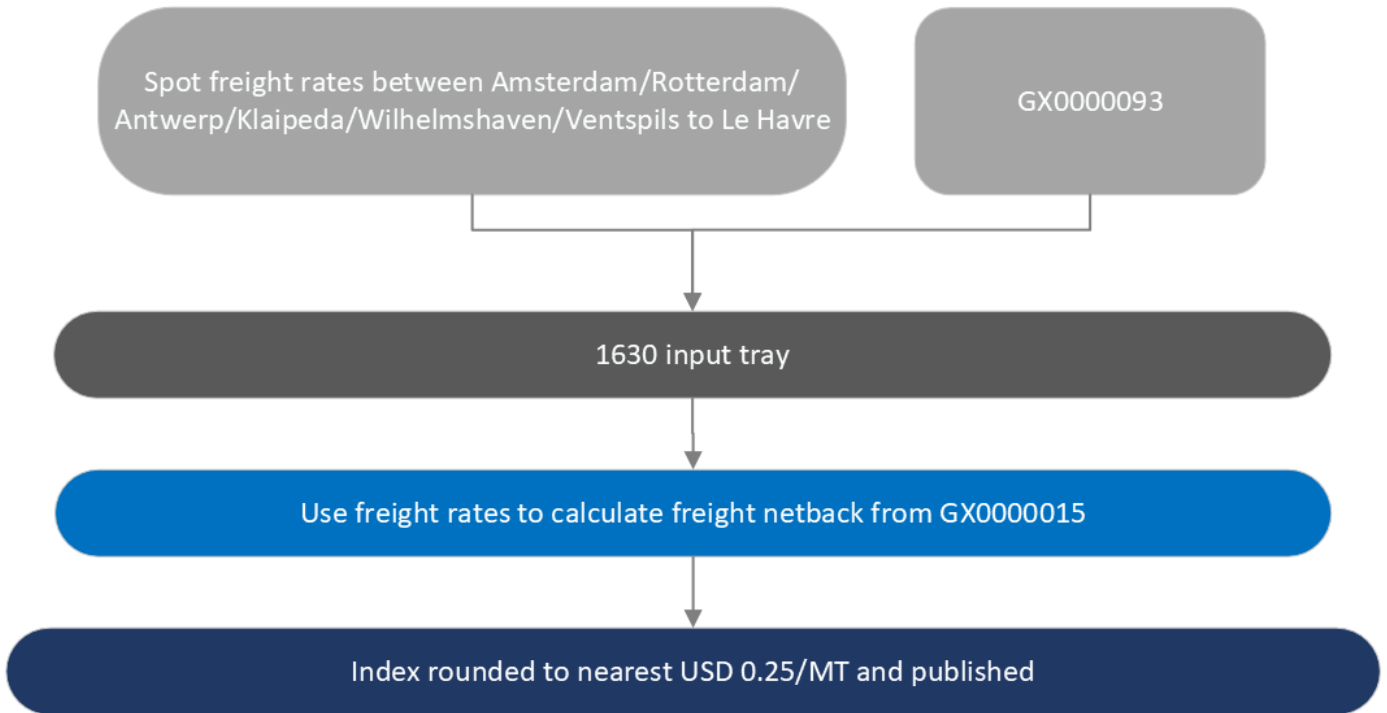 Spot freight rates between Amsterdam/Rotterdam/
Antwerp/Klaipeda/Wilhelmshaven/Ventspils to Le Havre
GX0000093
1630 input tray
Use freight rates to calculate freight netback from GX0000015
Index rounded to nearest USD 0.25/MT and published